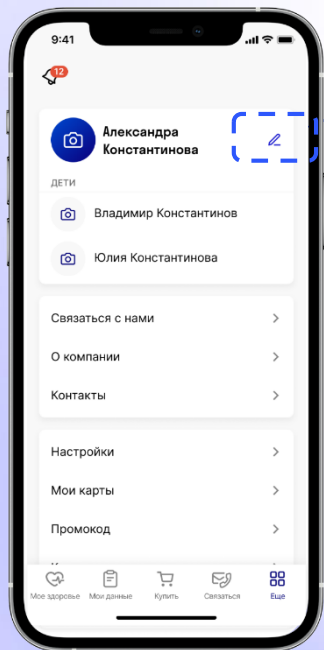 9:41
12
Александра
Константинова
ДЕТИ
Владимир Константинов
Юлия Константинова
Связаться с нами
О компании
Контакты
Настройки
Мои карты
Промокод
Мое здоровье Мои данные Купить Связаться Еще